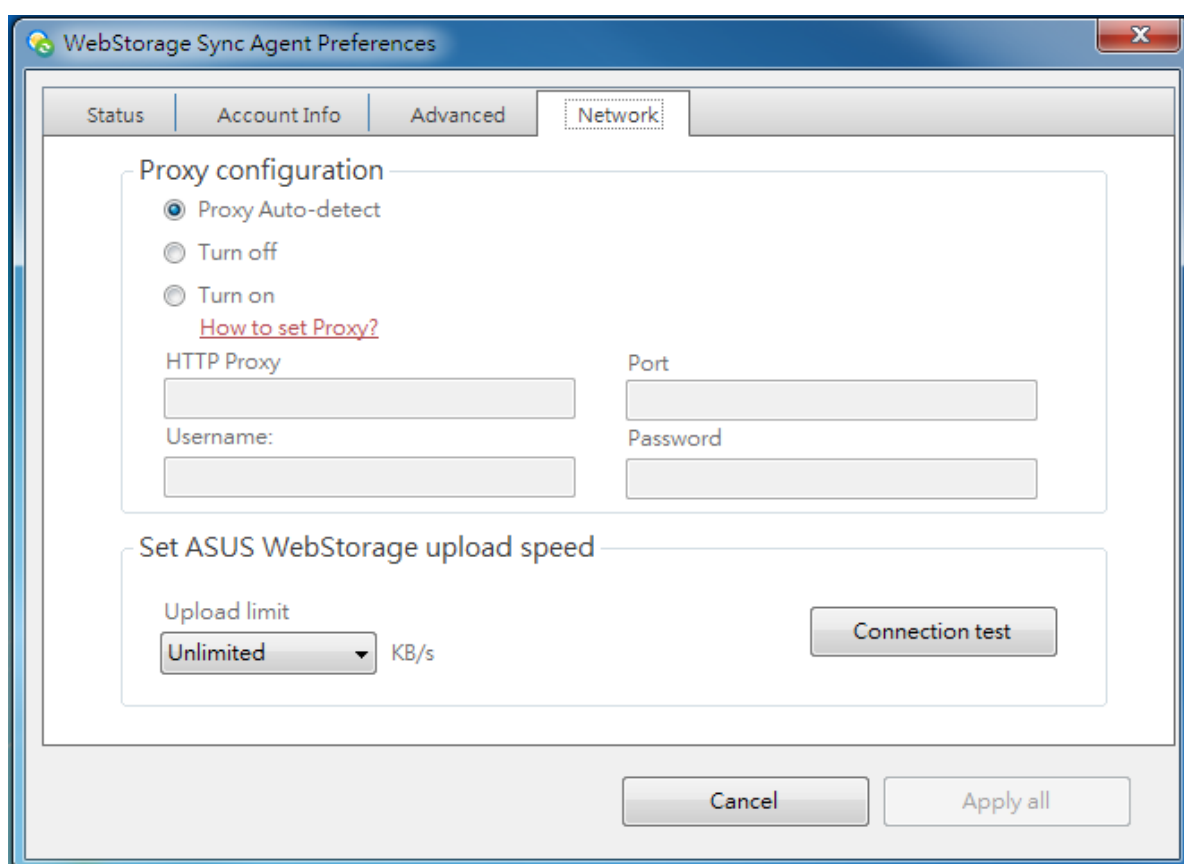 WebStorage Sync Agent Preferences
x
Status Account Info Advanced Network
Proxy configuration
Proxy Auto-detect
Turn off
Turn on
How to set Proxy?
HTTP Proxy Port
Username: Password
Set ASUS WebStorage upload speed
Upload limit
Unlimited KB/s Connection test
Cancel Apply all